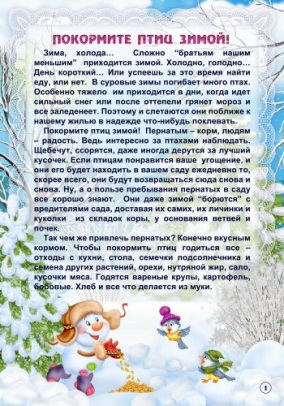 ПОКОРМИТЕ ПТИЦ ЗИМОЙ!
Зима, холода… Сложно "братьям нашим
меньшим" приходится зимой. Холодно, голодно…
День короткий… Или успеешь за это время найти
еду, или нет. В суровые зимы погибает много птах.
Особенно тяжело им приходится в дни, когда идет
сильный снег или после оттепели грянет мороз и
все заледенеет. Поэтому и слетаются они поближе к
нашему жилью в надежде что-нибудь поклевать.
Покормите птиц зимой! Пернатым – корм, людям
– радость. Ведь интересно за птахами наблюдать.
Щебечут, ссорятся, даже иногда дерутся за лучший
кусочек. Если птицам понравится ваше угощение, и
они его будет находить в вашем саду ежедневно то,
скорее всего, они будут возвращаться сюда снова и
снова. Ну, а о пользе пребывания пернатых в саду
все хорошо знают. Они даже зимой "борются" с
вредителями сада, доставая их самих, их личинки и
куколки из складок коры, у основания ветвей и
почек.
Так чем же привлечь пернатых? Конечно вкусным
кормом. Чтобы покормить птиц годиться все –
отходы с кухни, стола, семечки подсолнечника и
семена других растений, орехи, нутряной жир, сало,
кусочки мяса. Годятся вареные крупы, картофель,
бобовые. Хлеб и все что делается из муки.
1